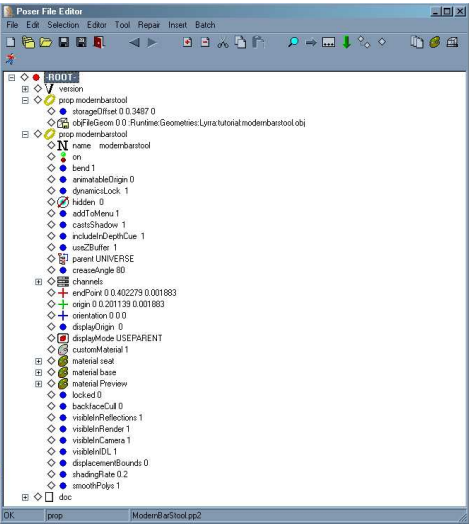 Poser File Editor
File Edit Selection Editor Tool Repair Insert Batch
-ROOT-
version
prop modernbarstool
storageOffset 0 0.3487 0
objFileGeom 0 0 :Runtime:Geometries:Lyrra:tutorial:modernbarstool.obj
prop modernbarstool
N name modernbarstool
on
bend 1
animatableOrigin 0
dynamicsLock 1
hidden 0
addToMenu 1
castsShadow 1
includeInDepthCue 1
useZBuffer 1
parent UNIVERSE
creaseAngle 80
channels
endPoint 0 0.402279 0.001883
origin 0 0.201139 0.001883
orientation 0 0 0
displayOrigin 0
displayMode USEPARENT
customMaterial 1
material seat
material base
material Preview
locked 0
backfaceCull 0
visibleInReflections 1
visibleInRender 1
visibleInCamera 1
visibleInIDL 1
displacementBounds 0
shadingRate 0.2
smoothPolys 1
doc
OK prop ModernBarStool.pp2